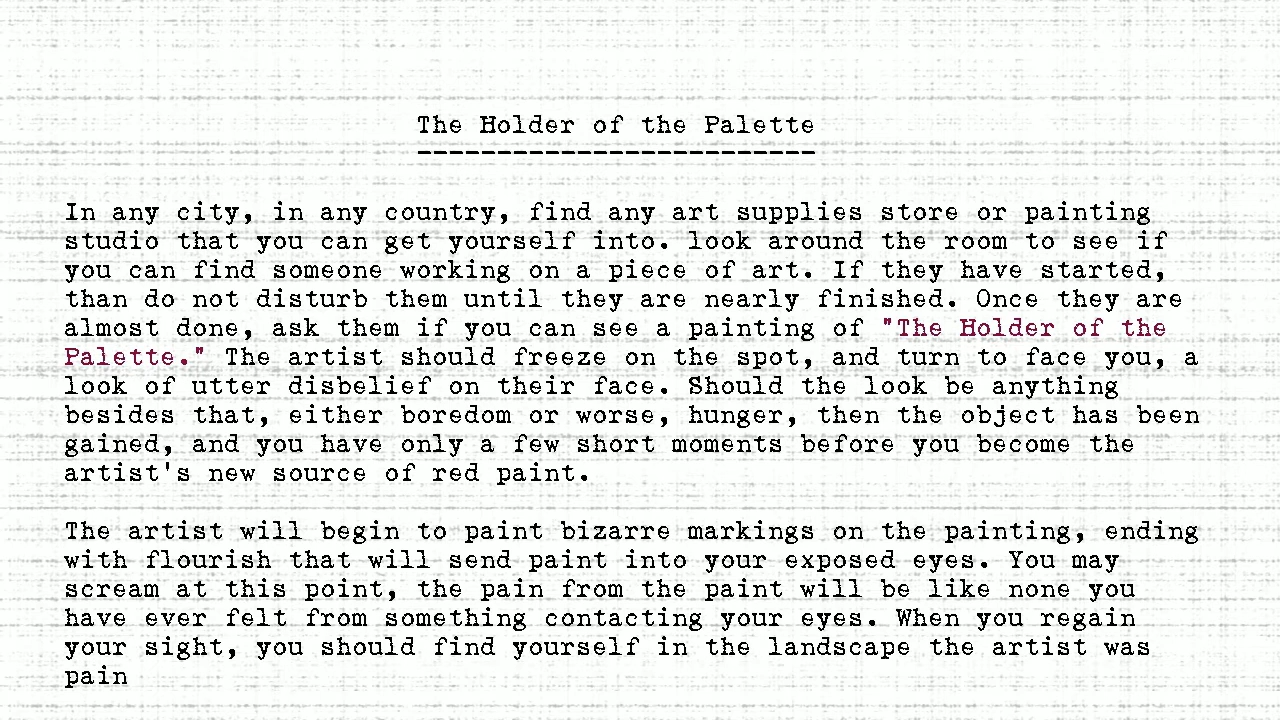 The Holder of the Palette
-------------------------
In any city, in any country, find any art supplies store or painting
studio that you can get yourself into. look around the room to see if
you can find someone working on a piece of art. If they have started,
than do not disturb them until they are nearly finished. Once they are
almost done, ask them if you can see a painting of "The Holder of the
Palette." The artist should freeze on the spot, and turn to face you, a
look of utter disbelief on their face. Should the look be anything
besides that, either boredom or worse, hunger, then the object has been
gained, and you have only a few short moments before you become the
artist's new source of red paint.
The artist will begin to paint bizarre markings on the painting, ending
with flourish that will send paint into your exposed eyes. You may
scream at this point, the pain from the paint will be like none you
have ever felt from something contacting your eyes. When you regain
your sight, you should find yourself in the landscape the artist was
pain